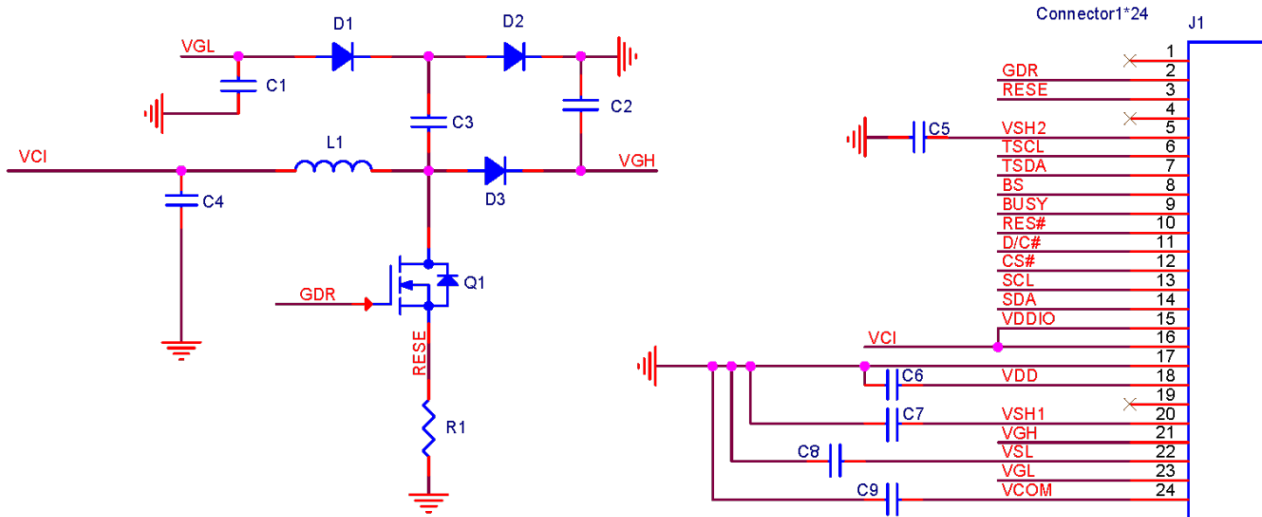 Connector1*24
J1
D1
D2
VGL
C1
C3
C2
VCI
L1
VGH
C4
D3
Q1
GDR
RESE
R1
1
GDR 2
RESE 3
4
C5 VSH2 5
TSCL 6
TSDA 7
BS 8
BUSY 9
RES# 10
D/C# 11
CS# 12
SCL 13
SDA 14
VDDIO 15
VCI 16
17
C6 VDD 18
19
C7 VSH1 20
VGH 21
C8 VSL 22
VGL 23
C9 VCOM 24